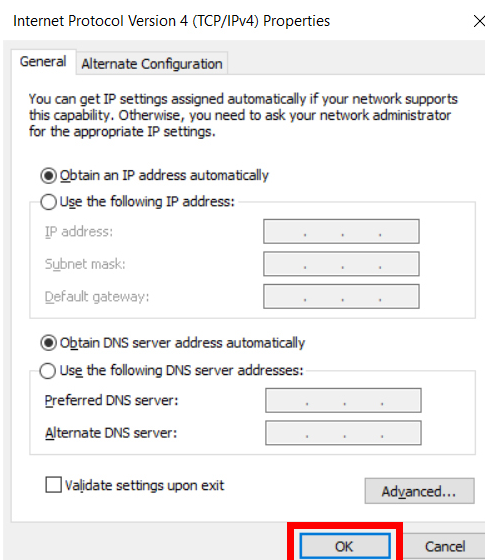 Internet Protocol Version 4 (TCP/IPv4) Properties
General
Alternate Configuration
You can get IP settings assigned automatically if your network supports
this capability. Otherwise, you need to ask your network administrator
for the appropriate IP settings.
Obtain an IP address automatically
Use the following IP address:
IP address:
Subnet mask:
Default gateway:
Obtain DNS server address automatically
Use the following DNS server addresses:
Preferred DNS server:
Alternate DNS server:
Validate settings upon exit
Advanced...
OK
Cancel